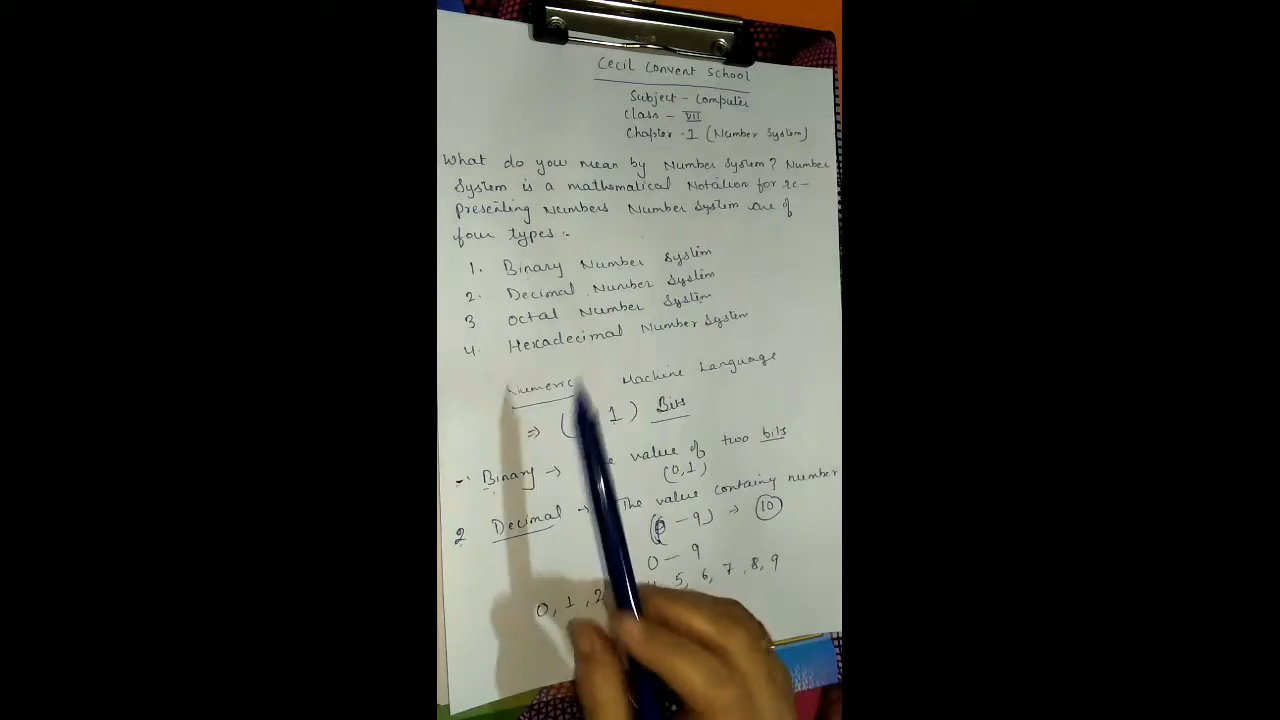 Cecil Convent School
Subject - Computer
Class - VII
Chapter - 1 (Number System)
What do you mean by Number System? Number
System is a mathematical Notation for re-
presenting Numbers Number System are of
four types :-
1. Binary Number System
2. Decimal Number System
3 Octal Number System
4. Hexadecimal Number System
Numeric Machine Language
⇒ ( 1 ) Bits
Binary → value of two bits
(0,1)
2 Decimal → The value containy number
( - 9) → 10
0 - 9
0, 1, 2 5, 6, 7, 8, 9